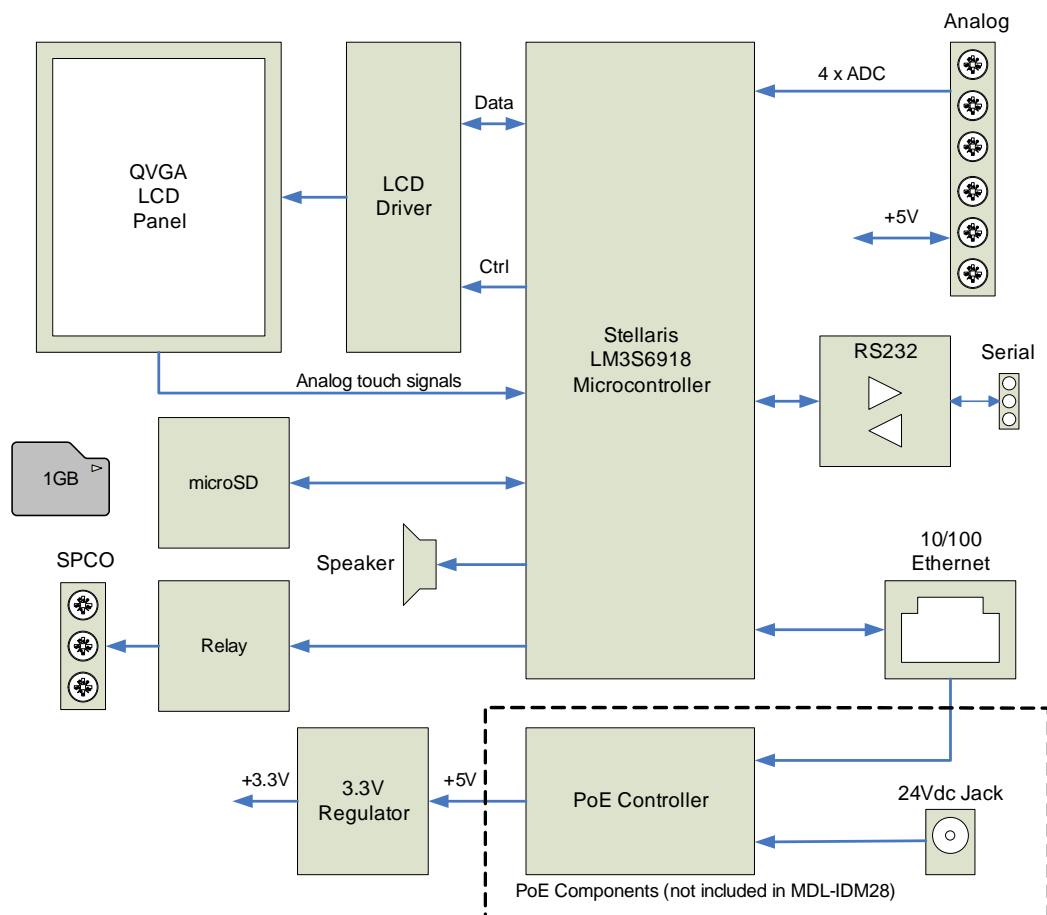 Analog
4 x ADC
Data
QVGA
LCD
Panel
LCD
Driver
+5V
Ctrl
Stellaris
LM3S6918
Microcontroller
RS232
Serial
Analog touch signals
1GB
microSD
10/100
Ethernet
SPCO
Speaker
Relay
+3.3V
3.3V
Regulator
+5V
PoE Controller
24Vdc Jack
PoE Components (not included in MDL-IDM28)